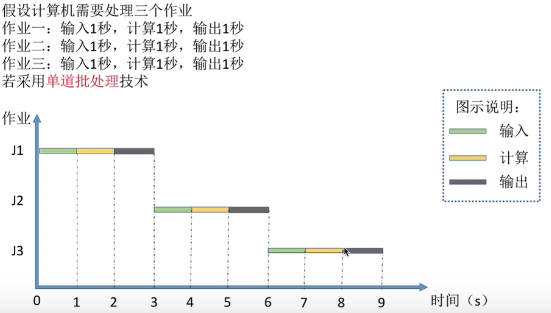 假设计算机需要处理三个作业
作业一：输入1秒，计算1秒，输出1秒
作业二：输入1秒，计算1秒，输出1秒
作业三：输入1秒，计算1秒，输出1秒
若采用单道批处理技术
作业
图示说明：
输入
计算
输出
J1
J2
J3
0 1 2 3 4 5 6 7 8 9 时间（s）